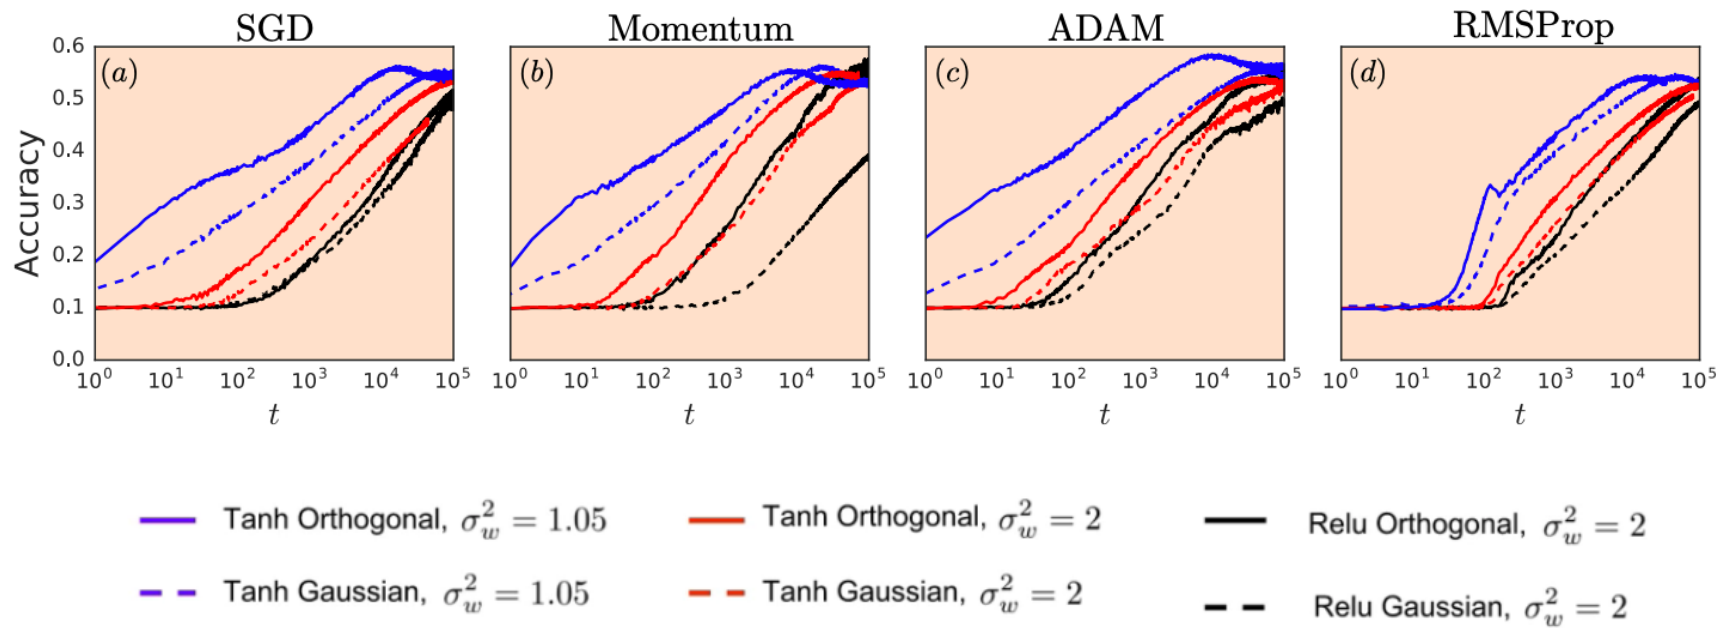 SGD
Momentum
ADAM
RMSProp
(a)
(b)
(c)
(d)
Accuracy
0.6
0.5
0.4
0.3
0.2
0.1
0.0
10^0 10^1 10^2 10^3 10^4 10^5
10^0 10^1 10^2 10^3 10^4 10^5
10^0 10^1 10^2 10^3 10^4 10^5
10^0 10^1 10^2 10^3 10^4 10^5
t
t
t
t
Tanh Orthogonal, σ_w^2 = 1.05
Tanh Orthogonal, σ_w^2 = 2
Relu Orthogonal, σ_w^2 = 2
Tanh Gaussian, σ_w^2 = 1.05
Tanh Gaussian, σ_w^2 = 2
Relu Gaussian, σ_w^2 = 2